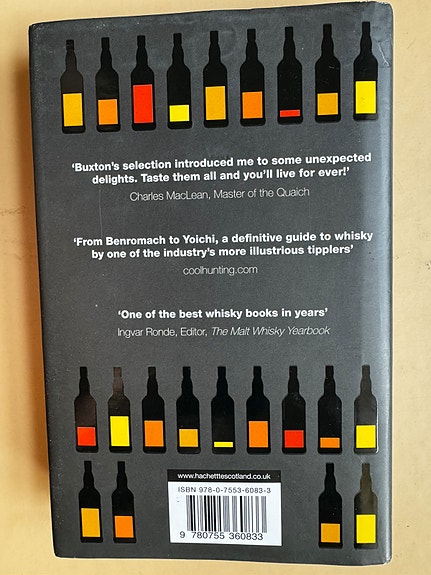 ‘Buxton’s selection introduced me to some unexpected
delights. Taste them all and you’ll live for ever!’
Charles MacLean, Master of the Quaich
‘From Benromach to Yoichi, a definitive guide to whisky
by one of the industry’s more illustrious tipplers’
coolhunting.com
‘One of the best whisky books in years’
Ingvar Ronde, Editor, The Malt Whisky Yearbook
www.hachetttescotland.co.uk
ISBN 978-0-7553-6083-3
9 780755 360833